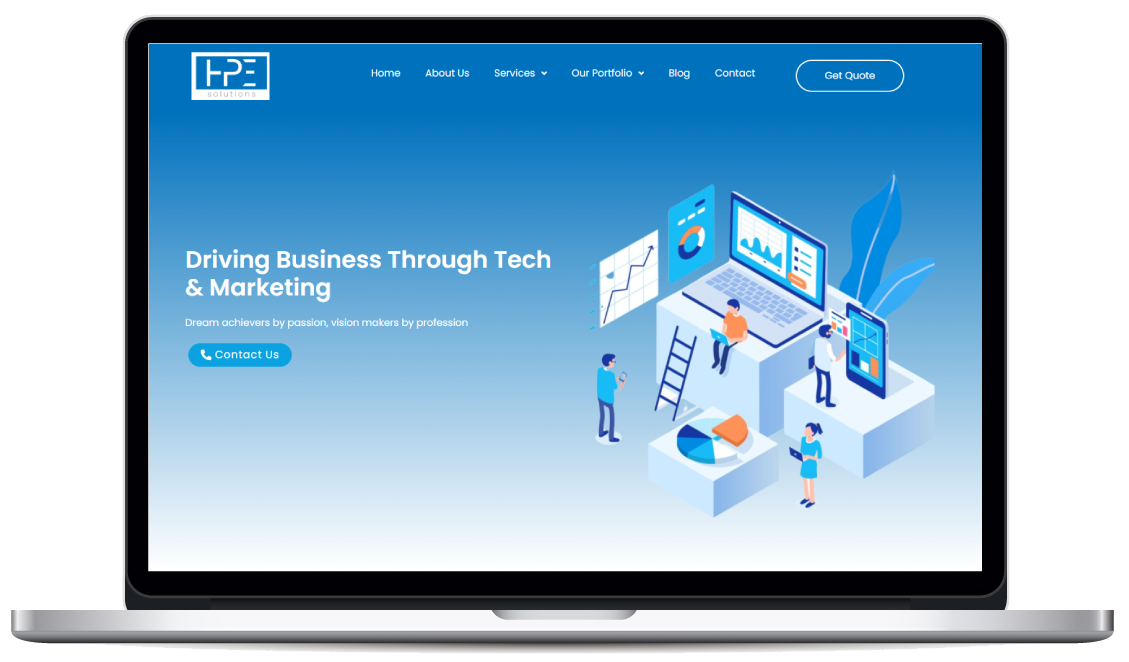 HPE
solutions
Home About Us Services Our Portfolio Blog Contact Get Quote
Driving Business Through Tech
& Marketing
Dream achievers by passion, vision makers by profession
Contact Us